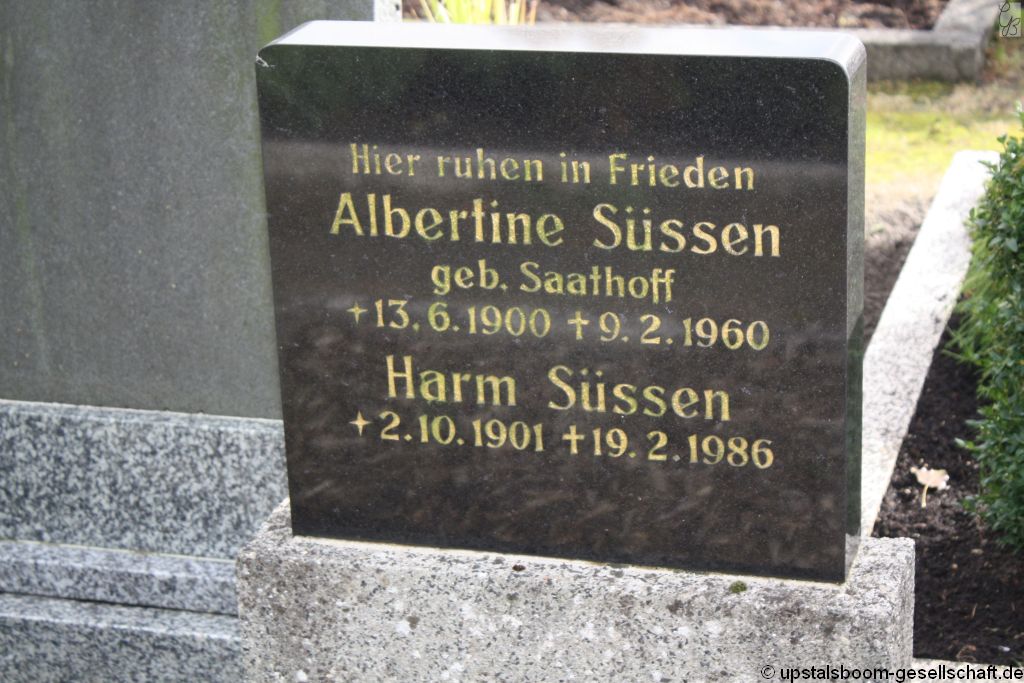 Hier ruhen in Frieden
Albertine Süssen
geb. Saathoff
+13. 6. 1900 † 9. 2. 1960
Harm Süssen
+2. 10. 1901 † 19. 2. 1986
© upstalsboom-gesellschaft.de